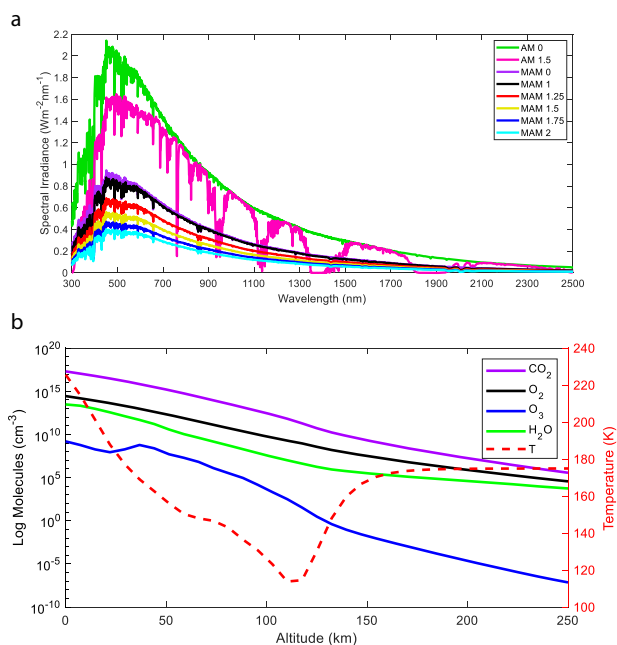 a
2.2
2
1.8
1.6
1.4
1.2
1
0.8
0.6
0.4
0.2
0
Spectral Irradiance (Wm⁻²nm⁻¹)
AM 0
AM 1.5
MAM 0
MAM 1
MAM 1.25
MAM 1.5
MAM 1.75
MAM 2
300 500 700 900 1100 1300 1500 1700 1900 2100 2300 2500
Wavelength (nm)
b
10²⁰
10¹⁵
10¹⁰
10⁵
10⁰
10⁻⁵
10⁻¹⁰
Log Molecules (cm⁻³)
CO₂
O₂
O₃
H₂O
T
240
220
200
180
160
140
120
100
Temperature (K)
0 50 100 150 200 250
Altitude (km)